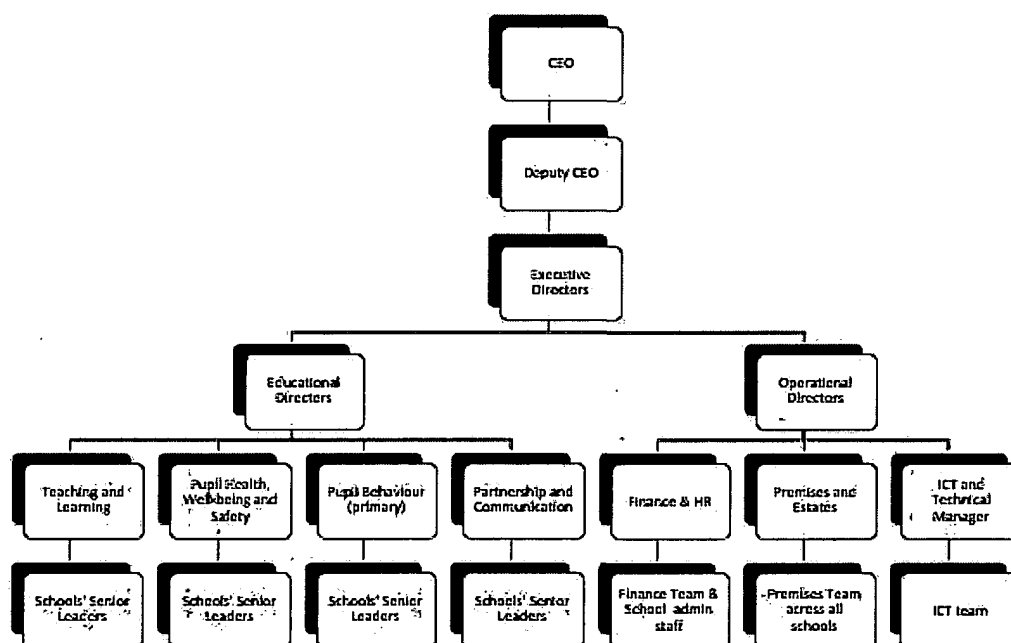 CEO
Deputy CEO
Executive
Directors
Educational
Directors
Operational
Directors
Teaching and
Learning
Pupil Health,
Well-being and
Safety
Pupil Behaviour
(primary)
Partnership and
Communication
Finance & HR
Premises and
Estates
ICT and
Technical
Manager
Schools' Senior
Leaders
Schools' Senior
Leaders
Schools' Senior
Leaders
Schools' Senior
Leaders
Finance Team &
School admin
staff
Premises Team
across all
schools
ICT team